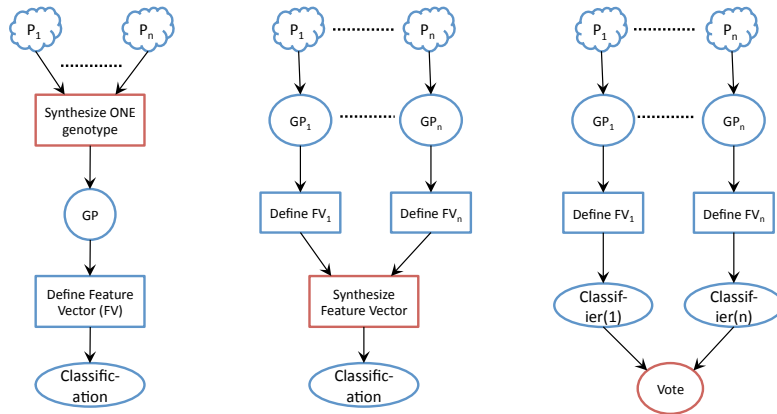 P1
Pn
Synthesize ONE
genotype
GP
Define Feature
Vector (FV)
Classific-
ation
P1
Pn
GP1
GPn
Define FV1
Define FVn
Synthesize
Feature Vector
Classific-
ation
P1
Pn
GP1
GPn
Define FV1
Define FVn
Classif-
ier(1)
Classif-
ier(n)
Vote